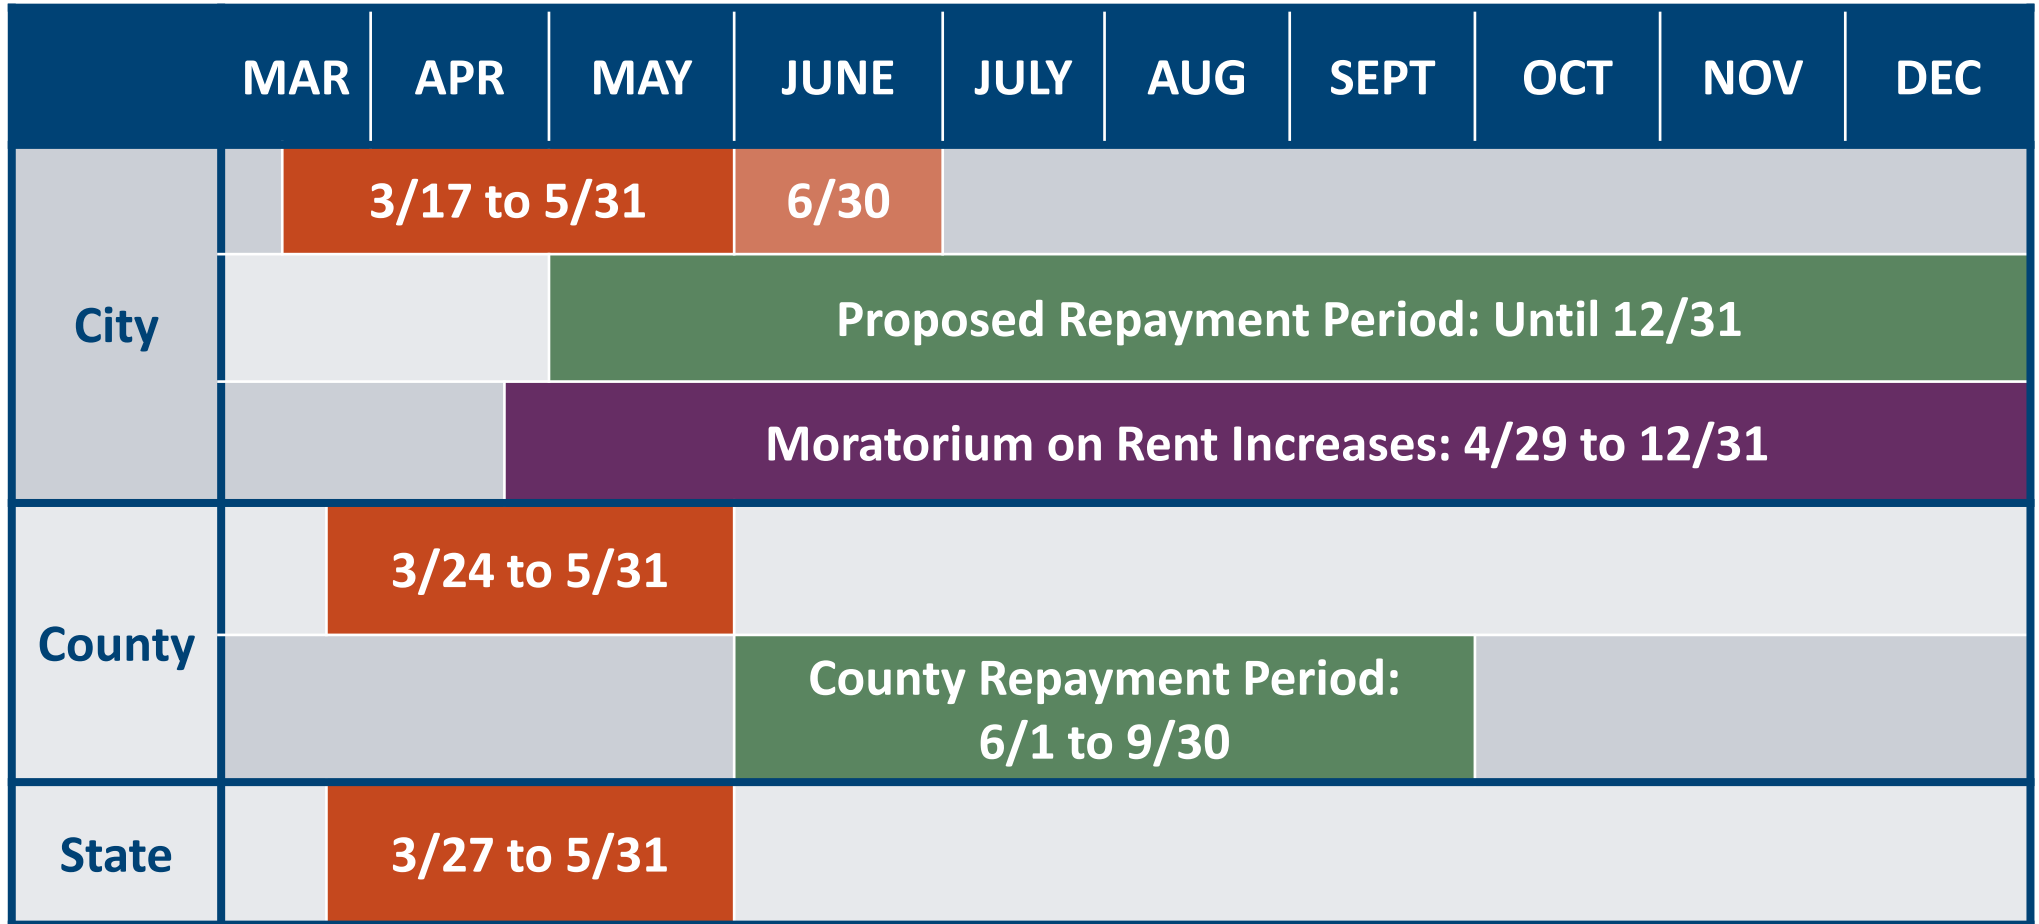 MAR APR MAY JUNE JULY AUG SEPT OCT NOV DEC
City
3/17 to 5/31 6/30
Proposed Repayment Period: Until 12/31
Moratorium on Rent Increases: 4/29 to 12/31
County
3/24 to 5/31
County Repayment Period:
6/1 to 9/30
State
3/27 to 5/31